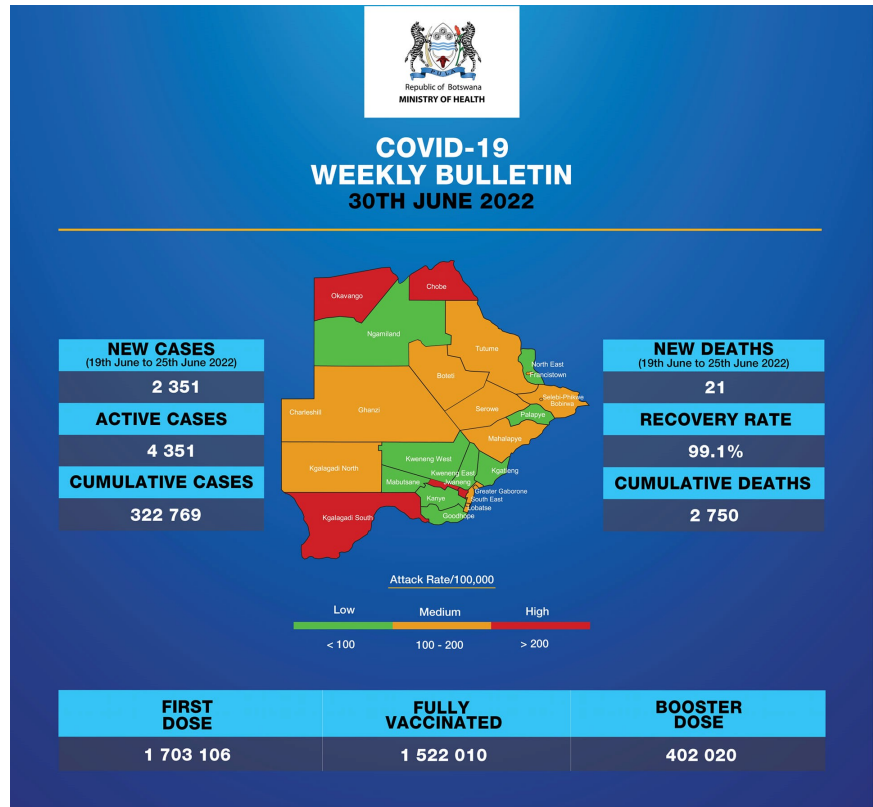 Republic of Botswana
MINISTRY OF HEALTH
COVID-19
WEEKLY BULLETIN
30TH JUNE 2022
NEW CASES
(19th June to 25th June 2022)
2 351
ACTIVE CASES
4 351
CUMULATIVE CASES
322 769
Okavango
Chobe
Ngamiland
Tutume
North East
Francistown
Boteti
Selebi-Phikwe
Bobirwa
Charleshill
Ghanzi
Serowe
Palapye
Mahalapye
Kweneng West
Kgalagadi North
Kweneng East
Kgatleng
Mabutsane
Jwaneng
Greater Gaborone
Kanye
South East
Lobatse
Kgalagadi South
Goodhope
NEW DEATHS
(19th June to 25th June 2022)
21
RECOVERY RATE
99.1%
CUMULATIVE DEATHS
2 750
Attack Rate/100,000
Low Medium High
< 100 100 - 200 > 200
FIRST
DOSE
1 703 106
FULLY
VACCINATED
1 522 010
BOOSTER
DOSE
402 020